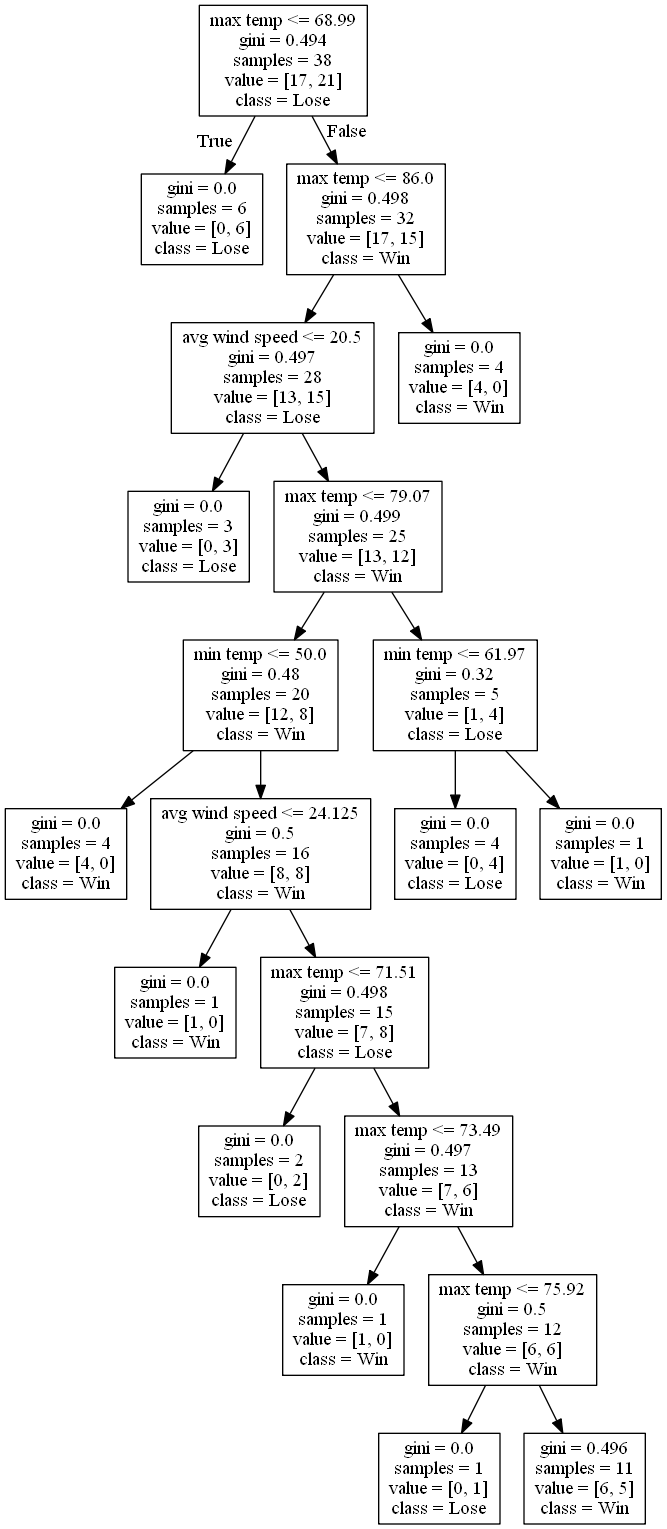 max temp <= 68.99
gini = 0.494
samples = 38
value = [17, 21]
class = Lose
True
False
gini = 0.0
samples = 6
value = [0, 6]
class = Lose
max temp <= 86.0
gini = 0.498
samples = 32
value = [17, 15]
class = Win
avg wind speed <= 20.5
gini = 0.497
samples = 28
value = [13, 15]
class = Lose
gini = 0.0
samples = 4
value = [4, 0]
class = Win
gini = 0.0
samples = 3
value = [0, 3]
class = Lose
max temp <= 79.07
gini = 0.499
samples = 25
value = [13, 12]
class = Win
min temp <= 50.0
gini = 0.48
samples = 20
value = [12, 8]
class = Win
min temp <= 61.97
gini = 0.32
samples = 5
value = [1, 4]
class = Lose
gini = 0.0
samples = 4
value = [4, 0]
class = Win
avg wind speed <= 24.125
gini = 0.5
samples = 16
value = [8, 8]
class = Win
gini = 0.0
samples = 4
value = [0, 4]
class = Lose
gini = 0.0
samples = 1
value = [1, 0]
class = Win
gini = 0.0
samples = 1
value = [1, 0]
class = Win
max temp <= 71.51
gini = 0.498
samples = 15
value = [7, 8]
class = Lose
gini = 0.0
samples = 2
value = [0, 2]
class = Lose
max temp <= 73.49
gini = 0.497
samples = 13
value = [7, 6]
class = Win
gini = 0.0
samples = 1
value = [1, 0]
class = Win
max temp <= 75.92
gini = 0.5
samples = 12
value = [6, 6]
class = Win
gini = 0.0
samples = 1
value = [0, 1]
class = Lose
gini = 0.496
samples = 11
value = [6, 5]
class = Win